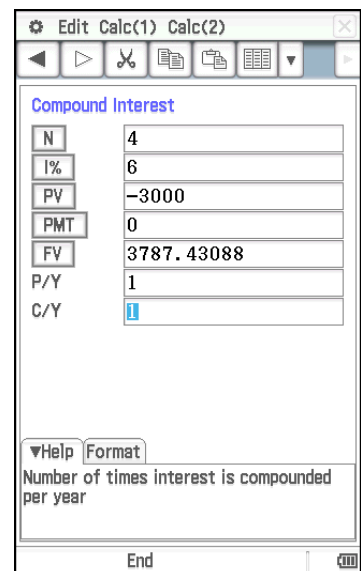 Edit Calc(1) Calc(2)
Compound Interest
N 4
I% 6
PV -3000
PMT 0
FV 3787.43088
P/Y 1
C/Y 1
▼Help Format
Number of times interest is compounded
per year
End